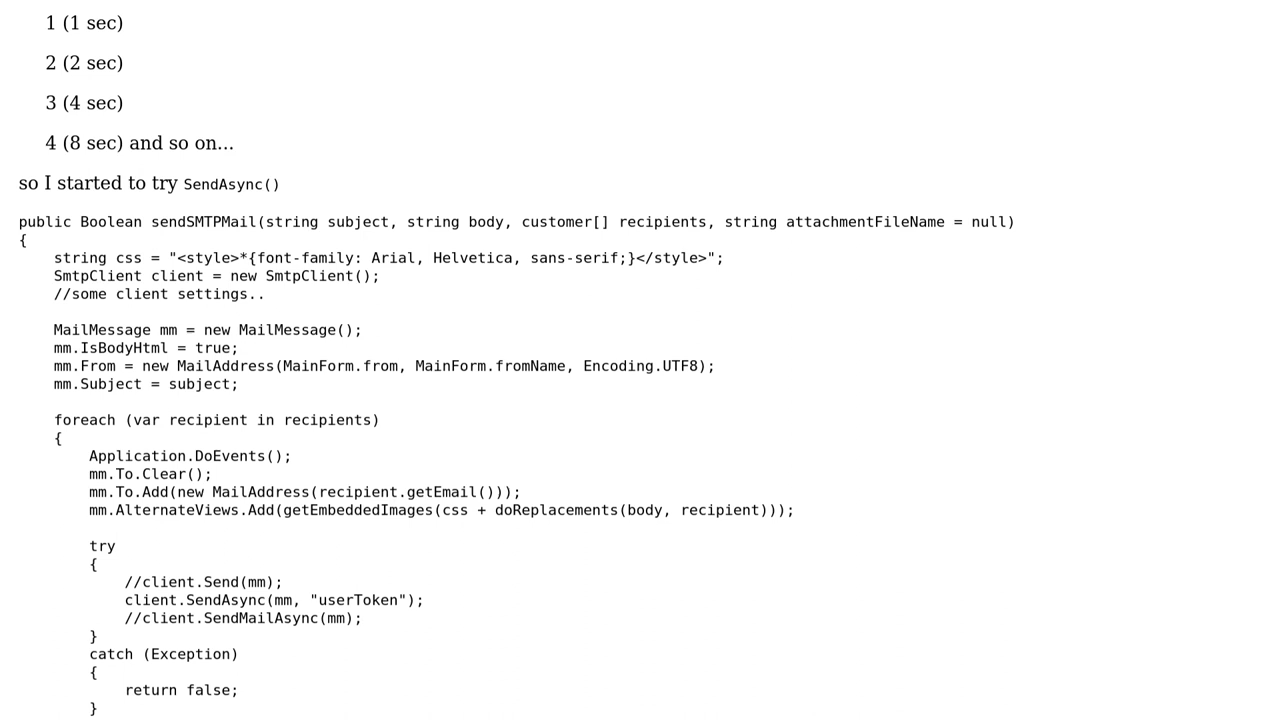 1 (1 sec)
2 (2 sec)
3 (4 sec)
4 (8 sec) and so on...
so I started to try SendAsync()
public Boolean sendSMTPMail(string subject, string body, customer[] recipients, string attachmentFileName = null)
{
    string css = "<style>*{font-family: Arial, Helvetica, sans-serif;}</style>";
    SmtpClient client = new SmtpClient();
    //some client settings..

    MailMessage mm = new MailMessage();
    mm.IsBodyHtml = true;
    mm.From = new MailAddress(MainForm.from, MainForm.fromName, Encoding.UTF8);
    mm.Subject = subject;

    foreach (var recipient in recipients)
    {
        Application.DoEvents();
        mm.To.Clear();
        mm.To.Add(new MailAddress(recipient.getEmail()));
        mm.AlternateViews.Add(getEmbeddedImages(css + doReplacements(body, recipient)));

        try
        {
            //client.Send(mm);
            client.SendAsync(mm, "userToken");
            //client.SendMailAsync(mm);
        }
        catch (Exception)
        {
            return false;
        }